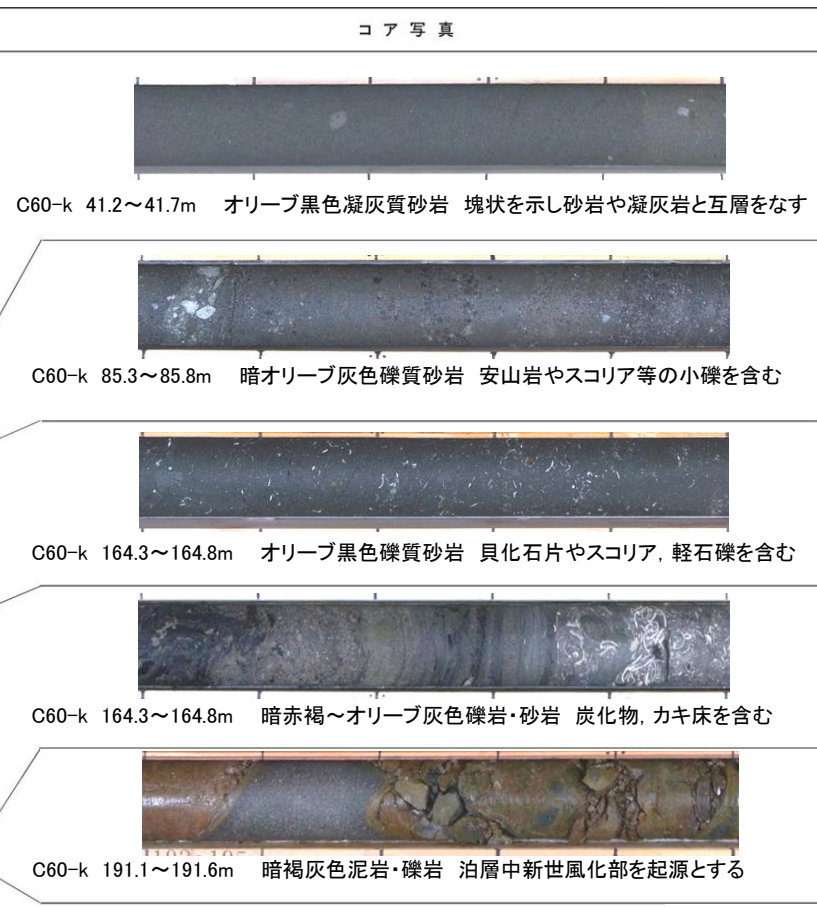 コア写真
C60-k 41.2～41.7m オリーブ黒色凝灰質砂岩 塊状を示し砂岩や凝灰岩と互層をなす
C60-k 85.3～85.8m 暗オリーブ灰色礫質砂岩 安山岩やスコリア等の小礫を含む
C60-k 164.3～164.8m オリーブ黒色礫質砂岩 貝化石片やスコリア，軽石礫を含む
C60-k 164.3～164.8m 暗赤褐～オリーブ灰色礫岩・砂岩 炭化物，カキ床を含む
C60-k 191.1～191.6m 暗褐灰色泥岩・礫岩 泊層中新世風化部を起源とする